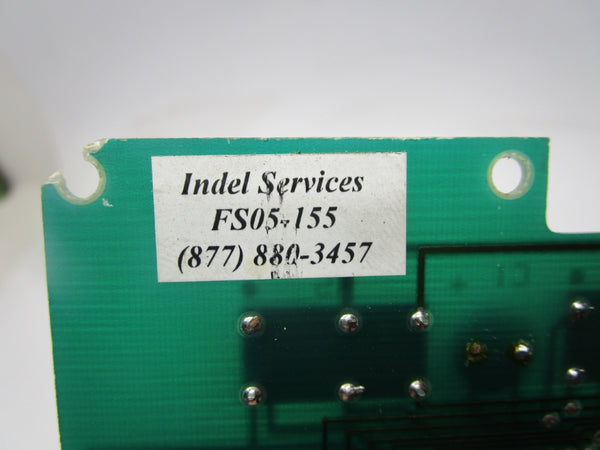 Indel Services
FS05-155
(877) 880-3457